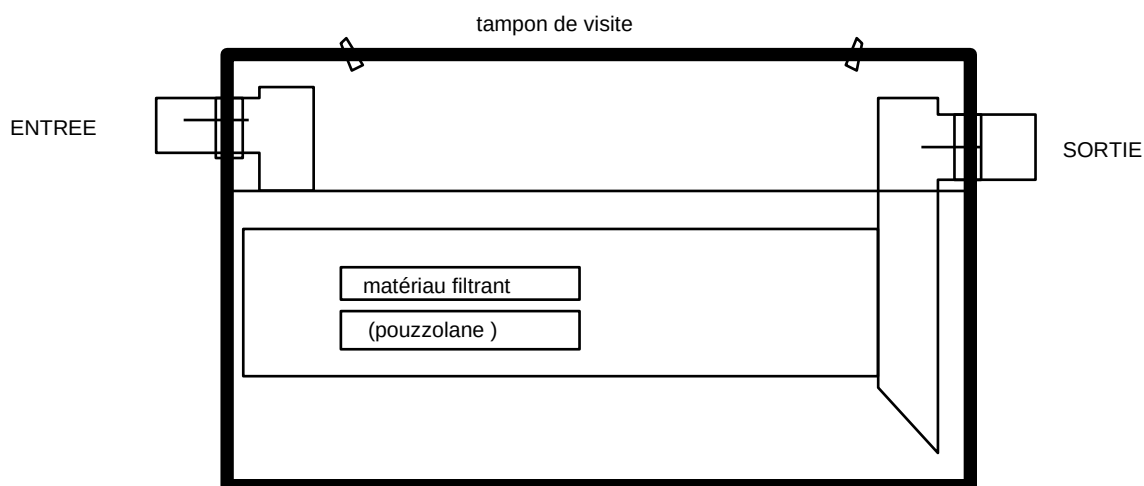 tampon de visite
ENTREE
SORTIE
matériau filtrant
(pouzzolane )